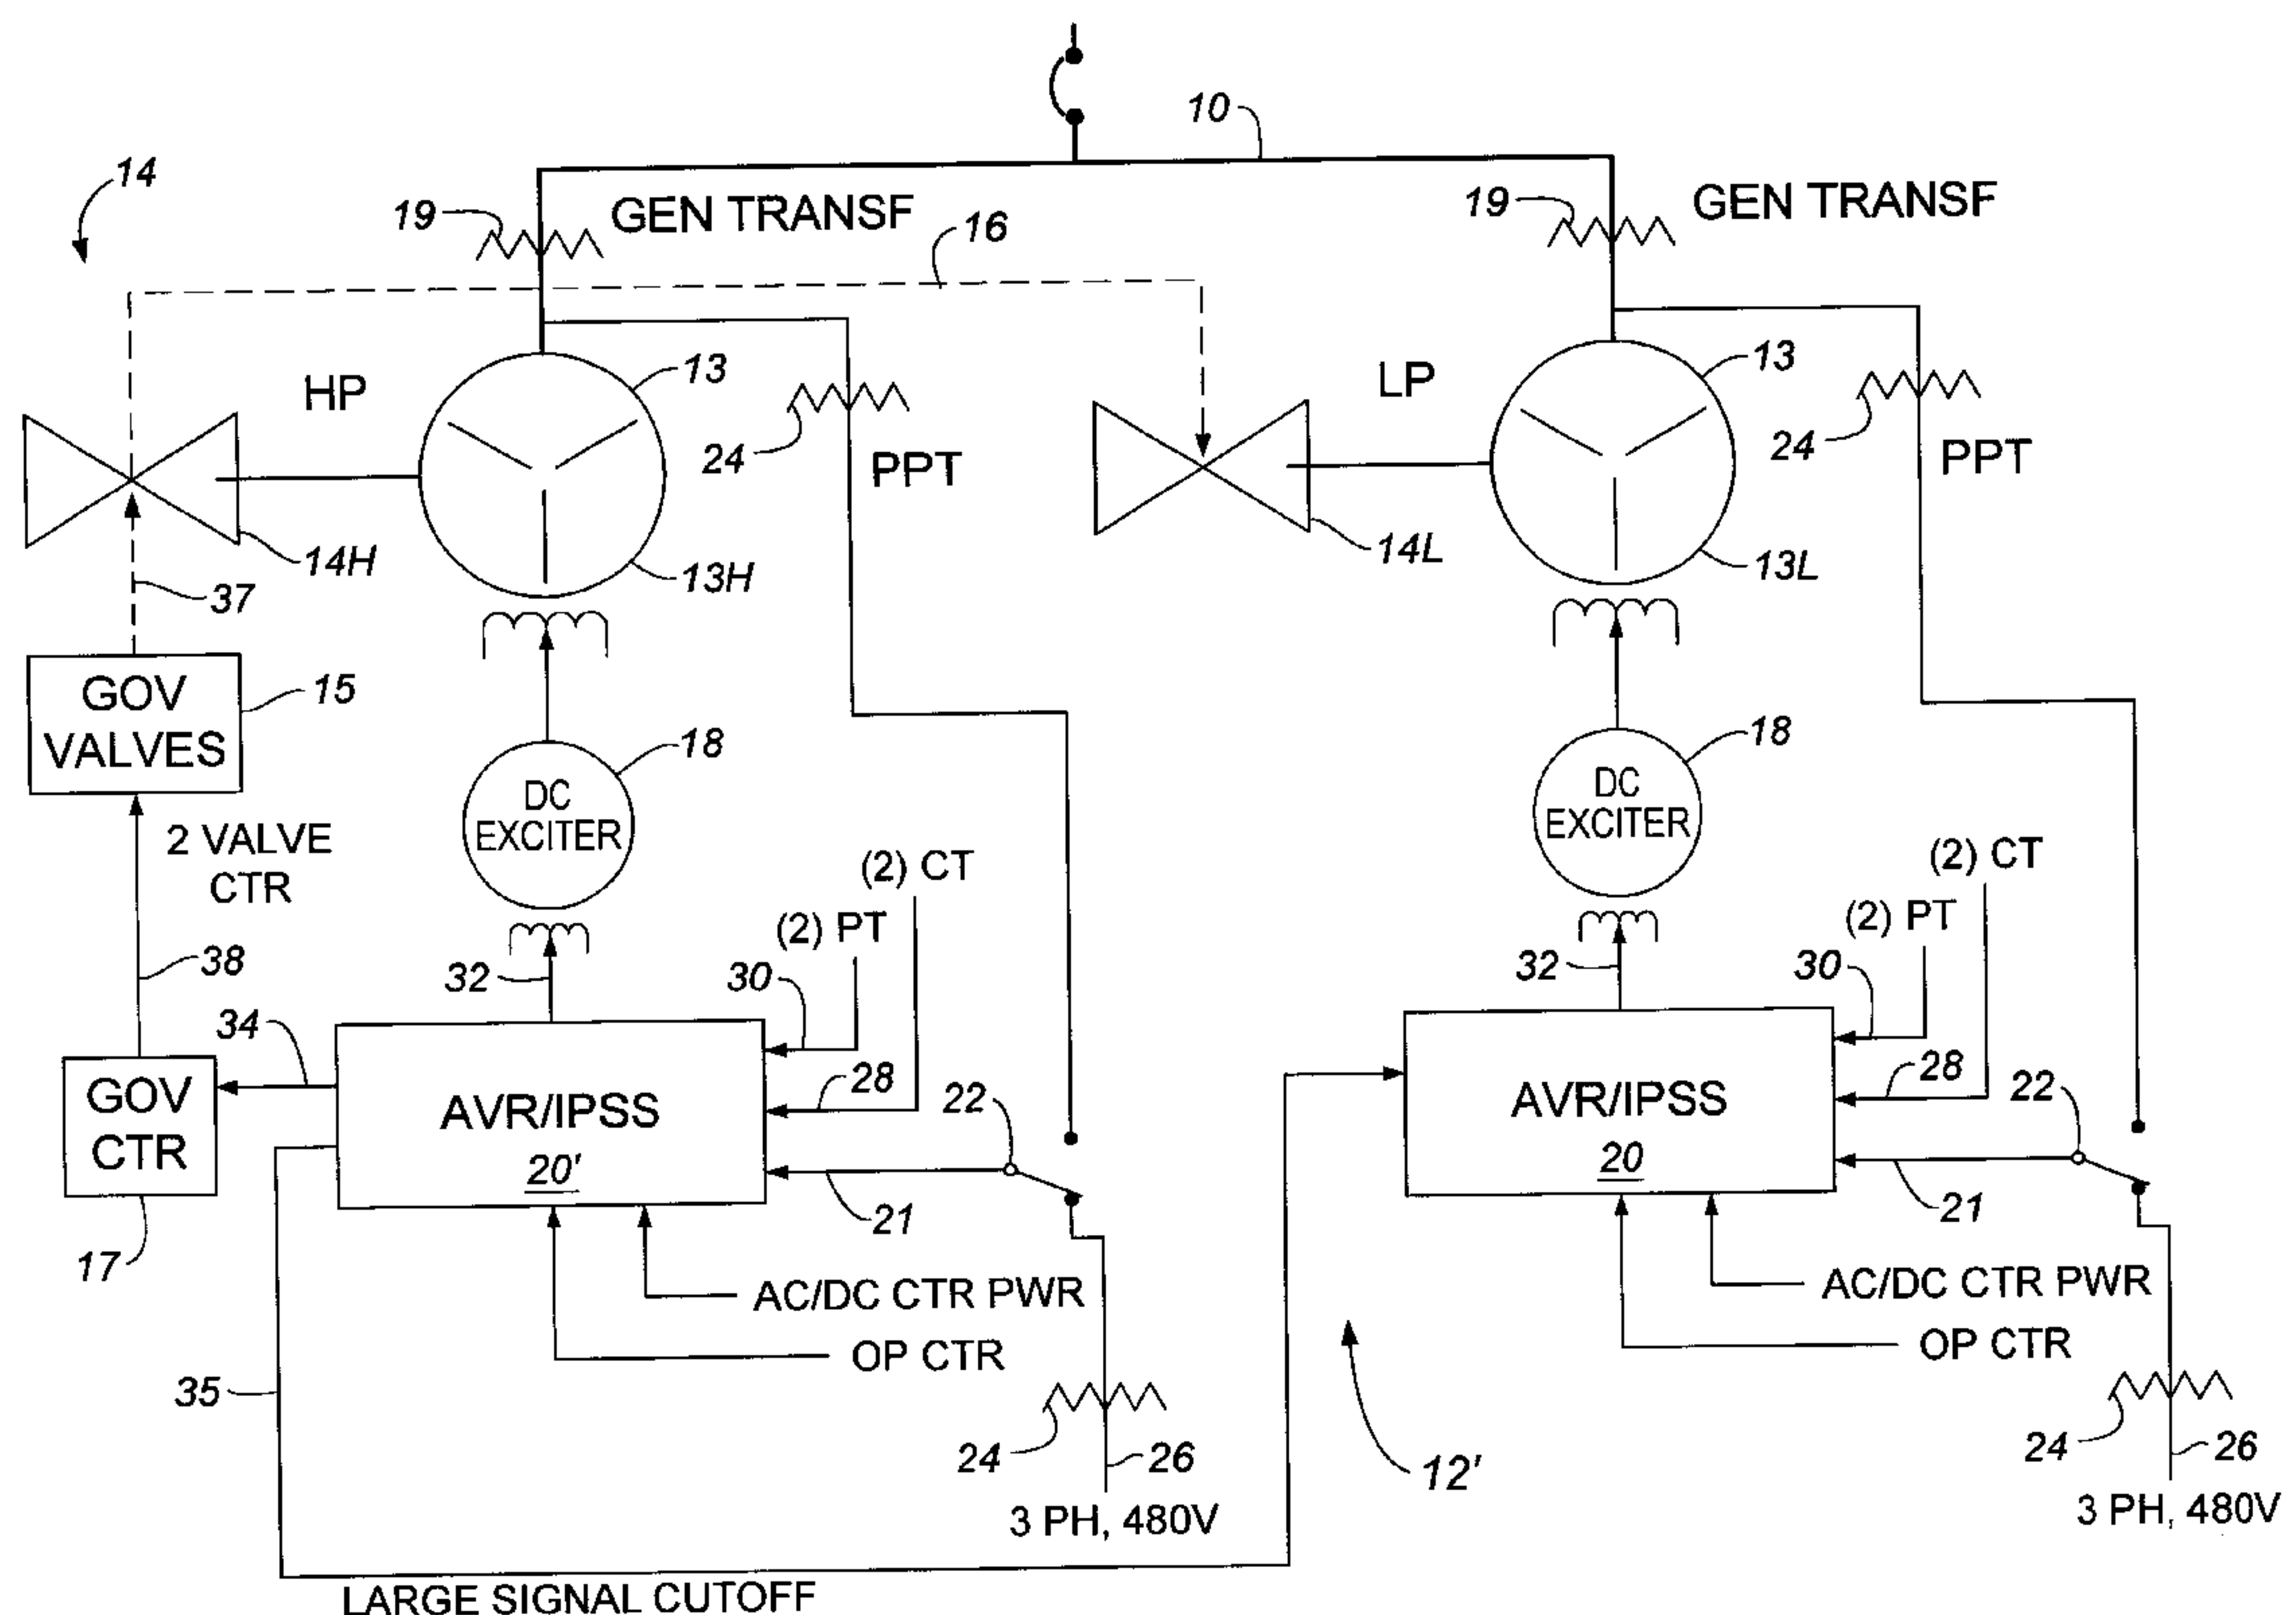 10
14
19
GEN TRANSF
16
19
GEN TRANSF
HP
13
24
PPT
LP
13
24
PPT
14H
13H
14L
13L
37
GOV
VALVES
15
18
DC
EXCITER
18
DC
EXCITER
2 VALVE
CTR
(2) CT
(2) PT
(2) CT
(2) PT
38
32
30
32
30
34
28
22
28
22
GOV
CTR
AVR/IPSS
20'
AVR/IPSS
20
17
21
21
AC/DC CTR PWR
OP CTR
AC/DC CTR PWR
OP CTR
35
24
26
3 PH, 480V
12'
24
26
3 PH, 480V
LARGE SIGNAL CUTOFF